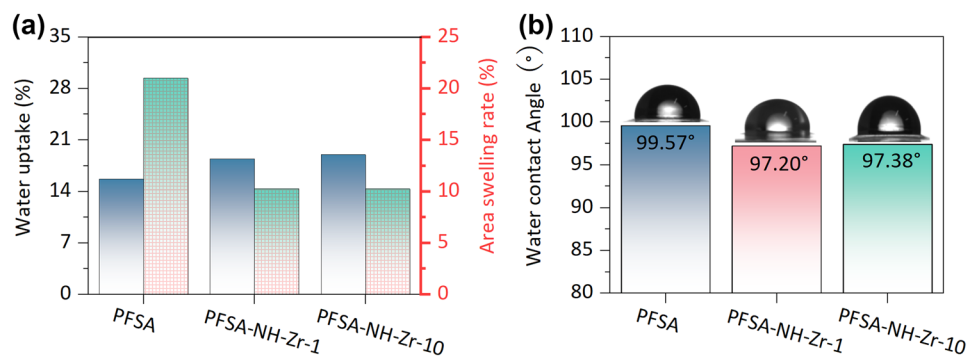 (a)
35
28
21
14
7
0
Water uptake (%)
25
20
15
10
5
0
Area swelling rate (%)
PFSA
PFSA-NH-Zr-1
PFSA-NH-Zr-10
(b)
110
105
100
95
90
85
80
Water contact Angle (°)
99.57°
97.20°
97.38°
PFSA
PFSA-NH-Zr-1
PFSA-NH-Zr-10